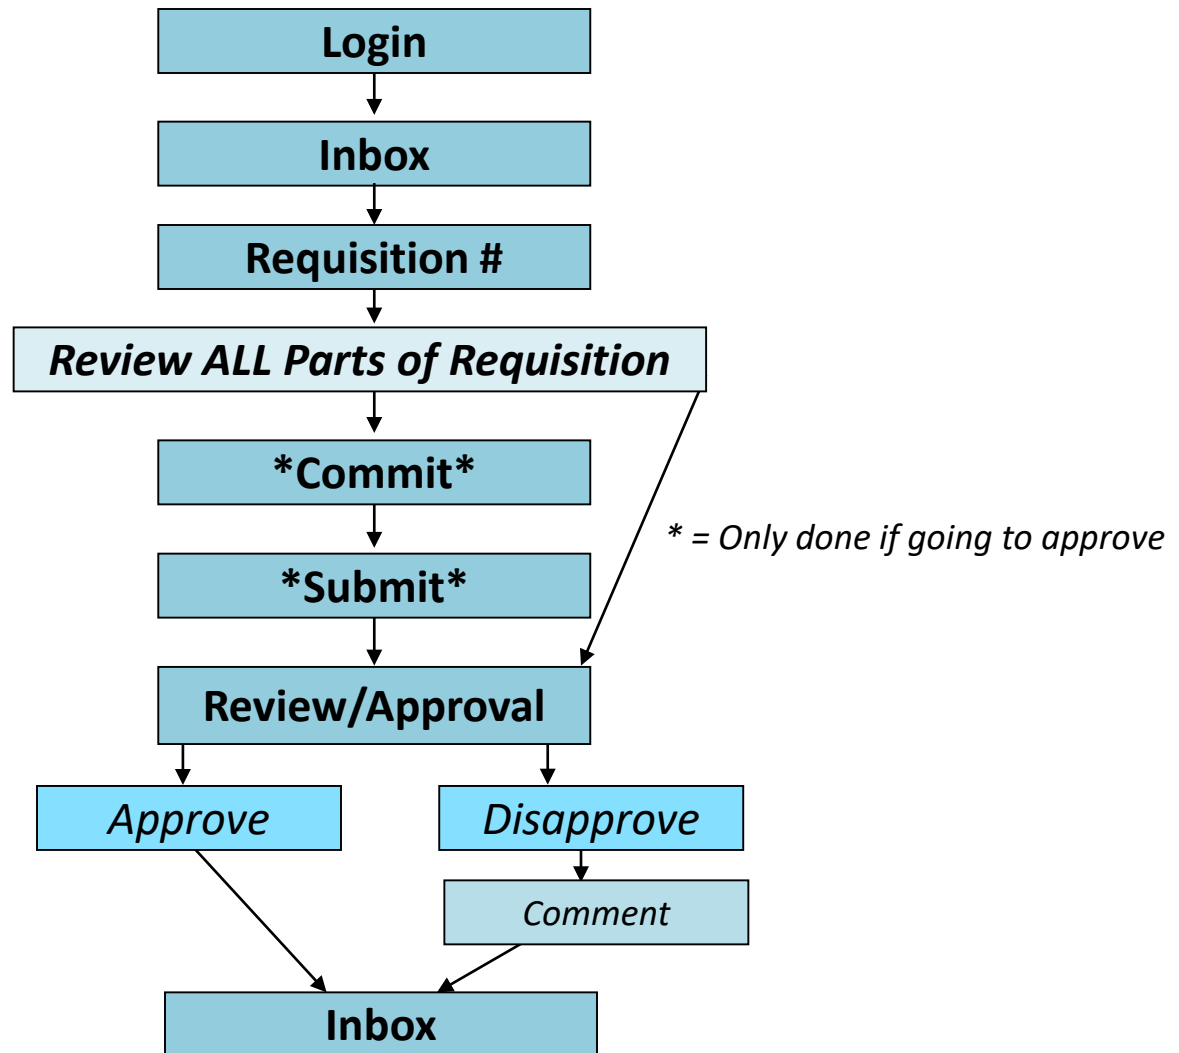 Login
Inbox
Requisition #
Review ALL Parts of Requisition
*Commit*
* = Only done if going to approve
*Submit*
Review/Approval
Approve
Disapprove
Comment
Inbox